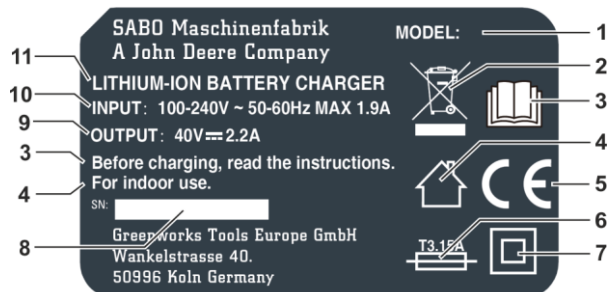 SABO Maschinenfabrik
A John Deere Company
MODEL:
LITHIUM-ION BATTERY CHARGER
INPUT: 100-240V ~ 50-60Hz MAX 1.9A
OUTPUT: 40V⎓2.2A
Before charging, read the instructions.
For indoor use.
SN:
Greenworks Tools Europe GmbH
Wankelstrasse 40.
50996 Koln Germany
T3.15A
CE
11
10
9
3
4
8
1
2
3
4
5
6
7